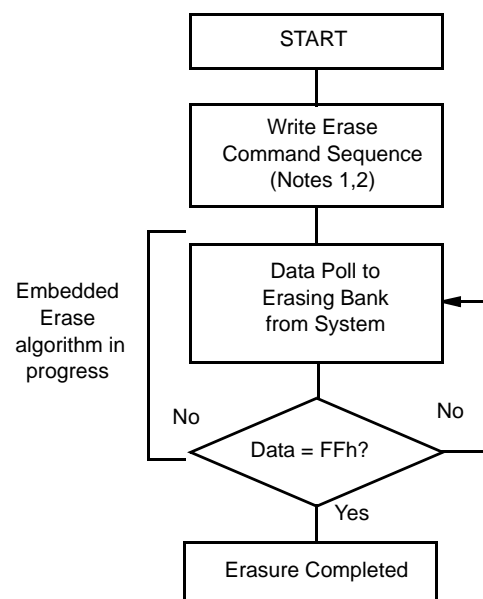 START
Write Erase
Command Sequence
(Notes 1,2)
Data Poll to
Erasing Bank
from System
Embedded
Erase
algorithm in
progress
No
No
Data = FFh?
Yes
Erasure Completed